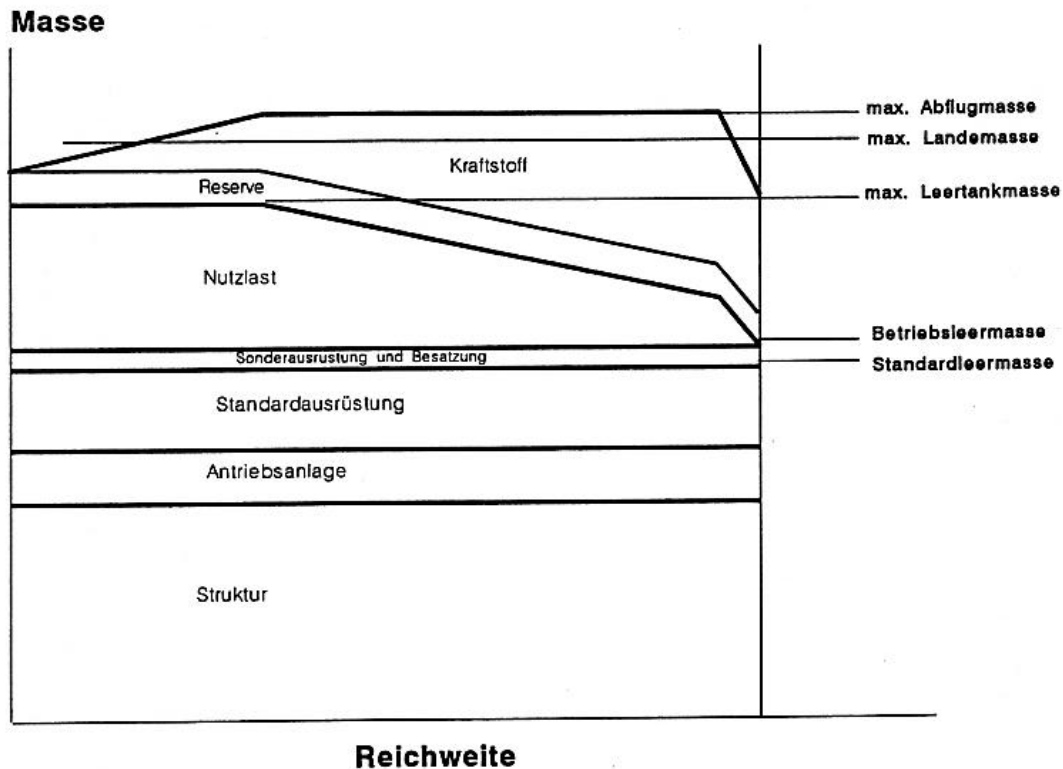 Masse
max. Abflugmasse
max. Landemasse
Kraftstoff
Reserve
max. Leertankmasse
Nutzlast
Betriebsleermasse
Sonderausrustung und Besatzung
Standardleermasse
Standardausrüstung
Antriebsanlage
Struktur
Reichweite